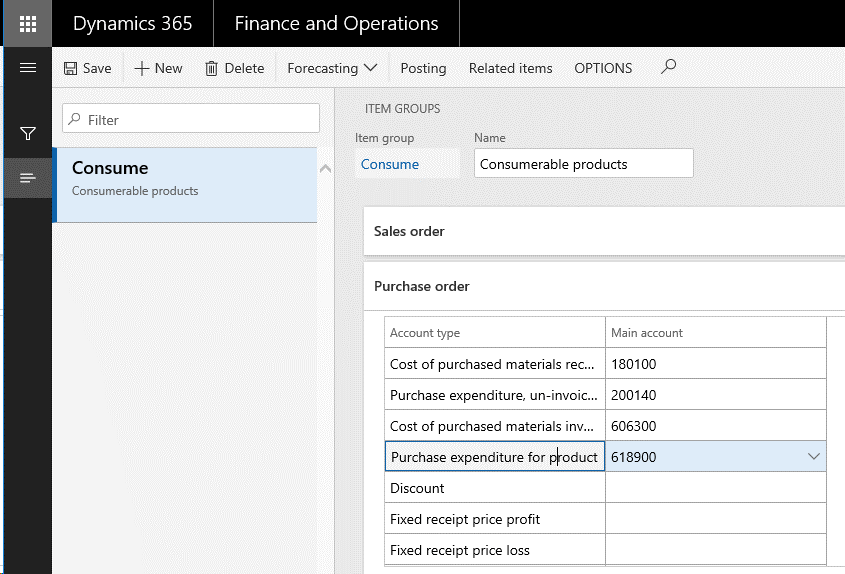 Dynamics 365 Finance and Operations
Save New Delete Forecasting Posting Related items OPTIONS
Filter
Consume
Consumerable products
ITEM GROUPS
Item group Name
Consume Consumerable products
Sales order
Purchase order
Account type Main account
Cost of purchased materials rec... 180100
Purchase expenditure, un-invoic... 200140
Cost of purchased materials inv... 606300
Purchase expenditure for product 618900
Discount
Fixed receipt price profit
Fixed receipt price loss